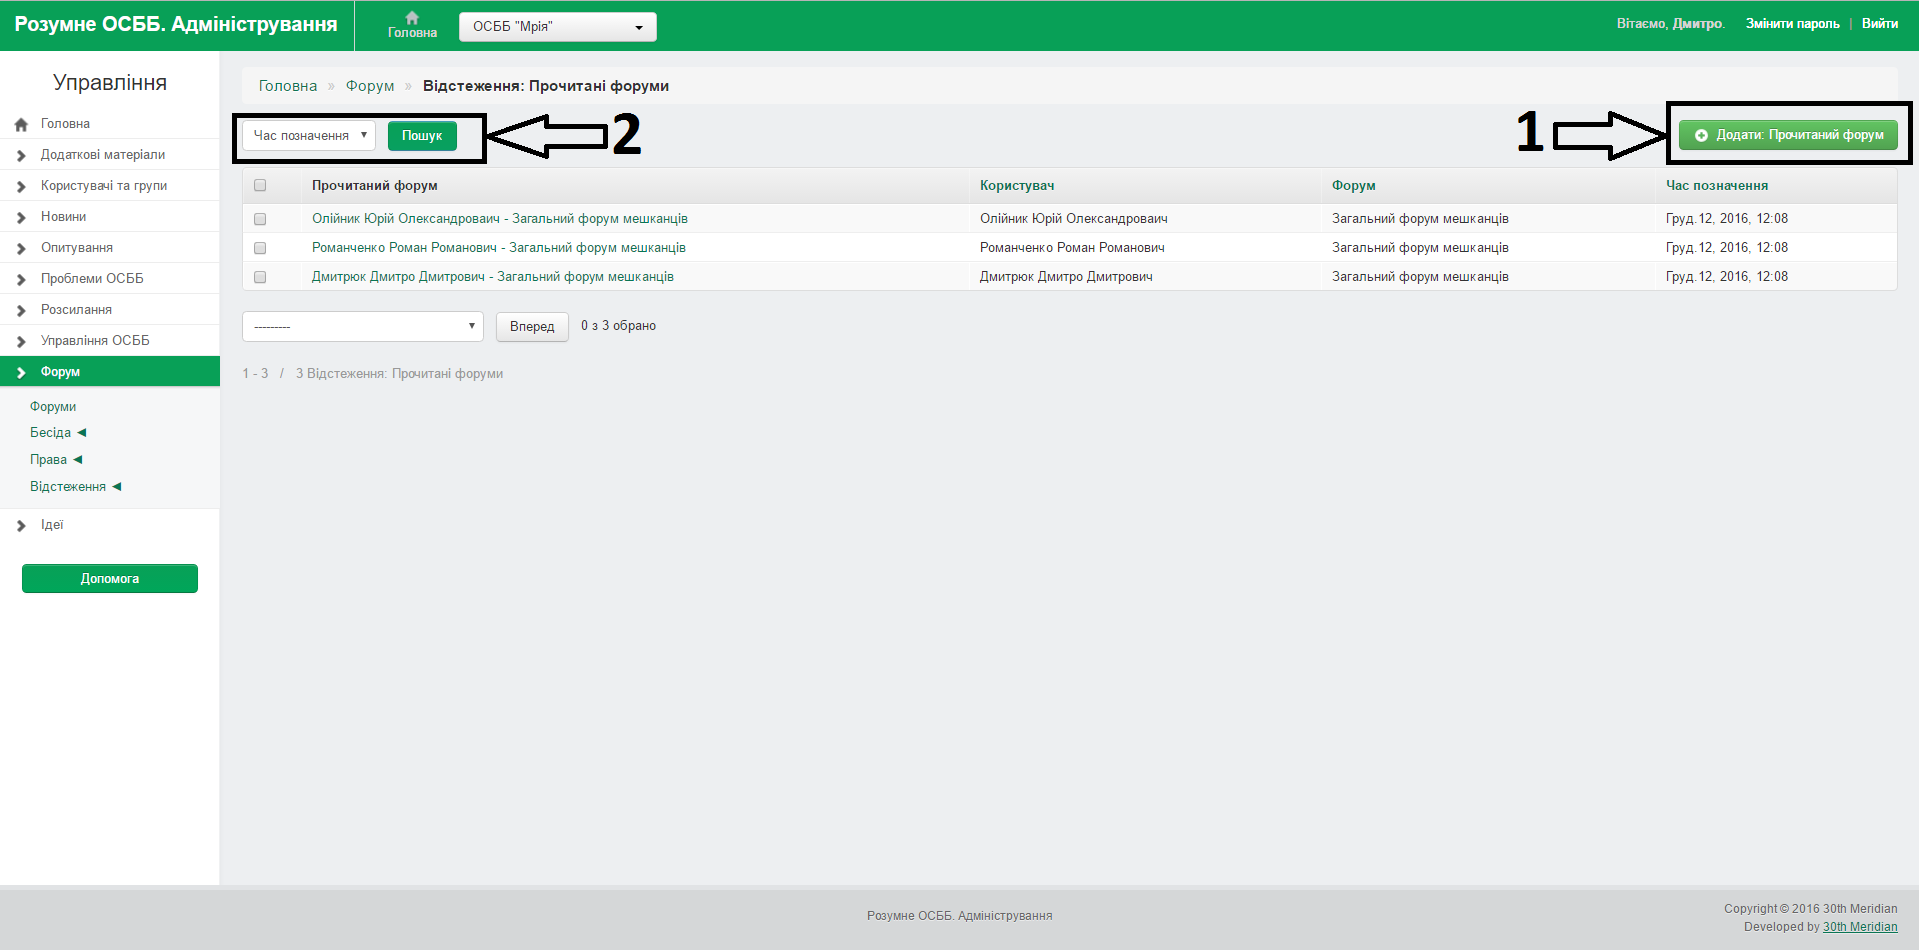 Розумне ОСББ. Адміністрування
Головна
ОСББ "Мрія"
Вітаємо, Дмитро.
Змінити пароль | Вийти
Управління
Головна
Додаткові матеріали
Користувачі та групи
Новини
Опитування
Проблеми ОСББ
Розсилання
Управління ОСББ
Форум
Форуми
Бесіда
Права
Відстеження
Ідеї
Допомога
Головна » Форум » Відстеження: Прочитані форуми
Час позначення Пошук
2
1
Додати: Прочитаний форум
Прочитаний форум Користувач Форум Час позначення
Олійник Юрій Олександроваич - Загальний форум мешканців Олійник Юрій Олександроваич Загальний форум мешканців Груд.12, 2016, 12:08
Романченко Роман Романович - Загальний форум мешканців Романченко Роман Романович Загальний форум мешканців Груд.12, 2016, 12:08
Дмитрюк Дмитро Дмитрович - Загальний форум мешканців Дмитрюк Дмитро Дмитрович Загальний форум мешканців Груд.12, 2016, 12:08
--------- Вперед 0 з 3 обрано
1 - 3 / 3 Відстеження: Прочитані форуми
Розумне ОСББ. Адміністрування
Copyright © 2016 30th Meridian
Developed by 30th Meridian